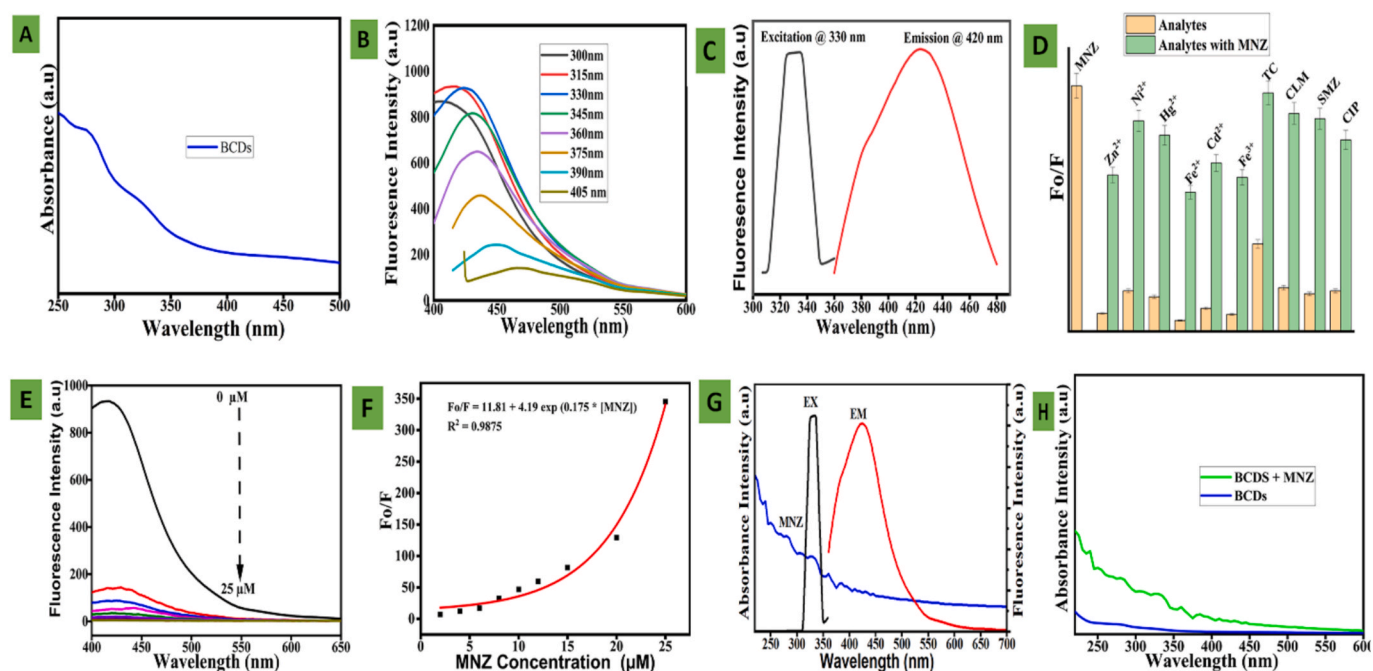 A
Absorbance (a.u)
BCDs
250 300 350 400 450 500
Wavelength (nm)
B
Fluoresence Intensity (a.u)
1200
1000
800
600
400
200
0
300nm
315nm
330nm
345nm
360nm
375nm
390nm
405 nm
400 450 500 550 600
Wavelength (nm)
C
Fluoresence Intensity (a.u)
Excitation @ 330 nm Emission @ 420 nm
300 320 340 360 380 400 420 440 460 480
Wavelength (nm)
D
Analytes
Analytes with MNZ
Fo/F
MNZ
Zn²⁺
Ni²⁺
Hg²⁺
Fe²⁺
Cd²⁺
Fe³⁺
TC
CLM
SMZ
CIP
E
Fluoresence Intensity (a.u
1000
800
600
400
200
0
0 µM
25 µM
400 450 500 550 600 650
Wavelength (nm)
F
Fo/F
350
300
250
200
150
100
50
0
Fo/F = 11.81 + 4.19 exp (0.175 * [MNZ])
R² = 0.9875
0 5 10 15 20 25
MNZ Concentration (µM)
G
Absorbance Intensity (a.u)
EX
EM
MNZ
Fluoresence Intensity (a.u)
250 300 350 400 450 500 550 600 650 700
Wavelength (nm)
H
Absorbance Intensity (a.u)
BCDS + MNZ
BCDs
250 300 350 400 450 500 550 600
Wavelength (nm)